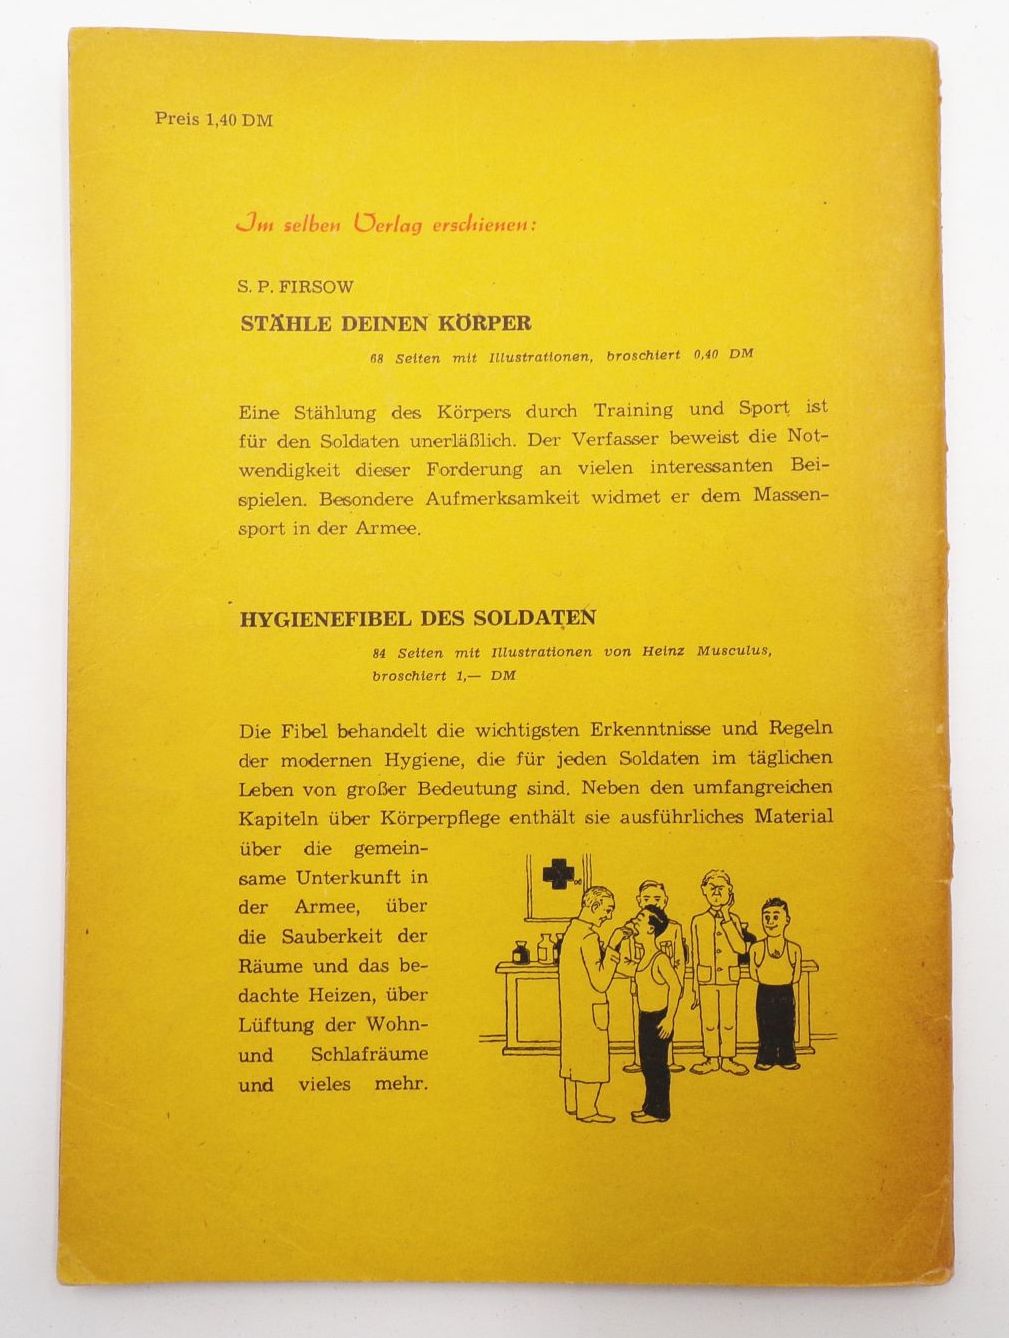 Preis 1,40 DM
Im selben Verlag erschienen:
S. P. FIRSOW
STÄHLE DEINEN KÖRPER
68 Seiten mit Illustrationen, broschiert 0,40 DM
Eine Stählung des Körpers durch Training und Sport ist
für den Soldaten unerläßlich. Der Verfasser beweist die Not-
wendigkeit dieser Forderung an vielen interessanten Bei-
spielen. Besondere Aufmerksamkeit widmet er dem Massen-
sport in der Armee.
HYGIENEFIBEL DES SOLDATEN
84 Seiten mit Illustrationen von Heinz Musculus,
broschiert 1,— DM
Die Fibel behandelt die wichtigsten Erkenntnisse und Regeln
der modernen Hygiene, die für jeden Soldaten im täglichen
Leben von großer Bedeutung sind. Neben den umfangreichen
Kapiteln über Körperpflege enthält sie ausführliches Material
über die gemein-
same Unterkunft in
der Armee, über
die Sauberkeit der
Räume und das be-
dachte Heizen, über
Lüftung der Wohn-
und Schlafräume
und vieles mehr.